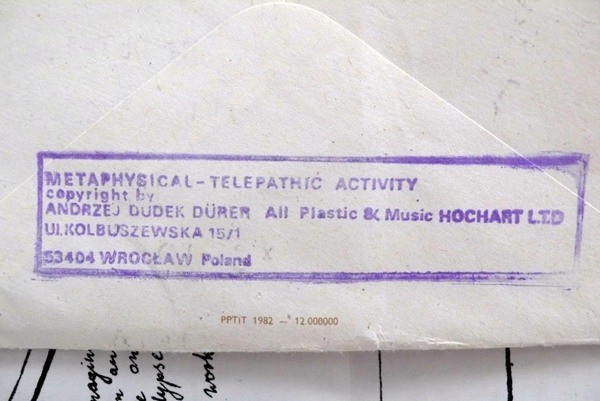 METAPHYSICAL-TELEPATHIC ACTIVITY
copyright by
ANDRZEJ DUDEK DÜRER All Plastic & Music HOCHART LTD
Ul. KOLBUSZEWSKA 15/1
53404 WROCŁAW Poland
PPTiT 1982 — 12.000000
work